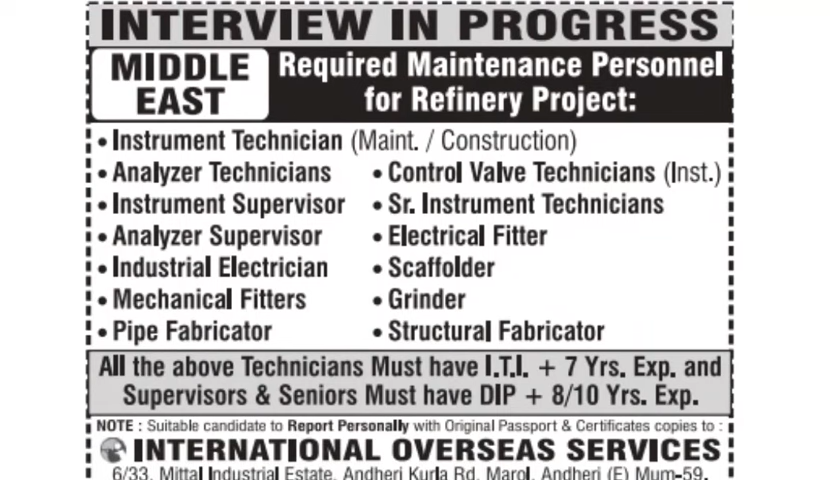 INTERVIEW IN PROGRESS
MIDDLE EAST
Required Maintenance Personnel
for Refinery Project:
• Instrument Technician (Maint. / Construction)
• Analyzer Technicians • Control Valve Technicians (Inst.)
• Instrument Supervisor • Sr. Instrument Technicians
• Analyzer Supervisor • Electrical Fitter
• Industrial Electrician • Scaffolder
• Mechanical Fitters • Grinder
• Pipe Fabricator • Structural Fabricator
All the above Technicians Must have I.T.I. + 7 Yrs. Exp. and
Supervisors & Seniors Must have DIP + 8/10 Yrs. Exp.
NOTE : Suitable candidate to Report Personally with Original Passport & Certificates copies to :
INTERNATIONAL OVERSEAS SERVICES
6/33, Mittal Industrial Estate, Andheri Kurla Rd, Marol, Andheri (E) Mum-59.